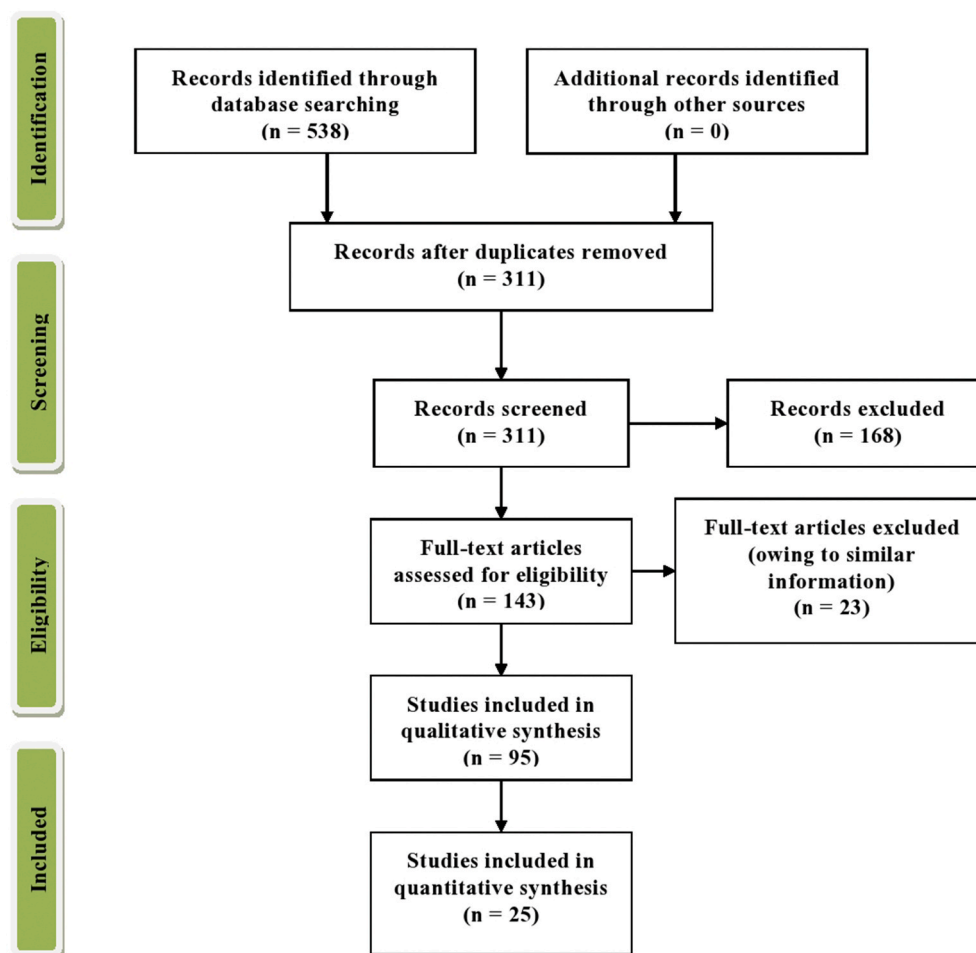 Identification
Records identified through
database searching
(n = 538)
Additional records identified
through other sources
(n = 0)
Records after duplicates removed
(n = 311)
Screening
Records screened
(n = 311)
Records excluded
(n = 168)
Eligibility
Full-text articles
assessed for eligibility
(n = 143)
Full-text articles excluded
(owing to similar
information)
(n = 23)
Studies included in
qualitative synthesis
(n = 95)
Included
Studies included in
quantitative synthesis
(n = 25)